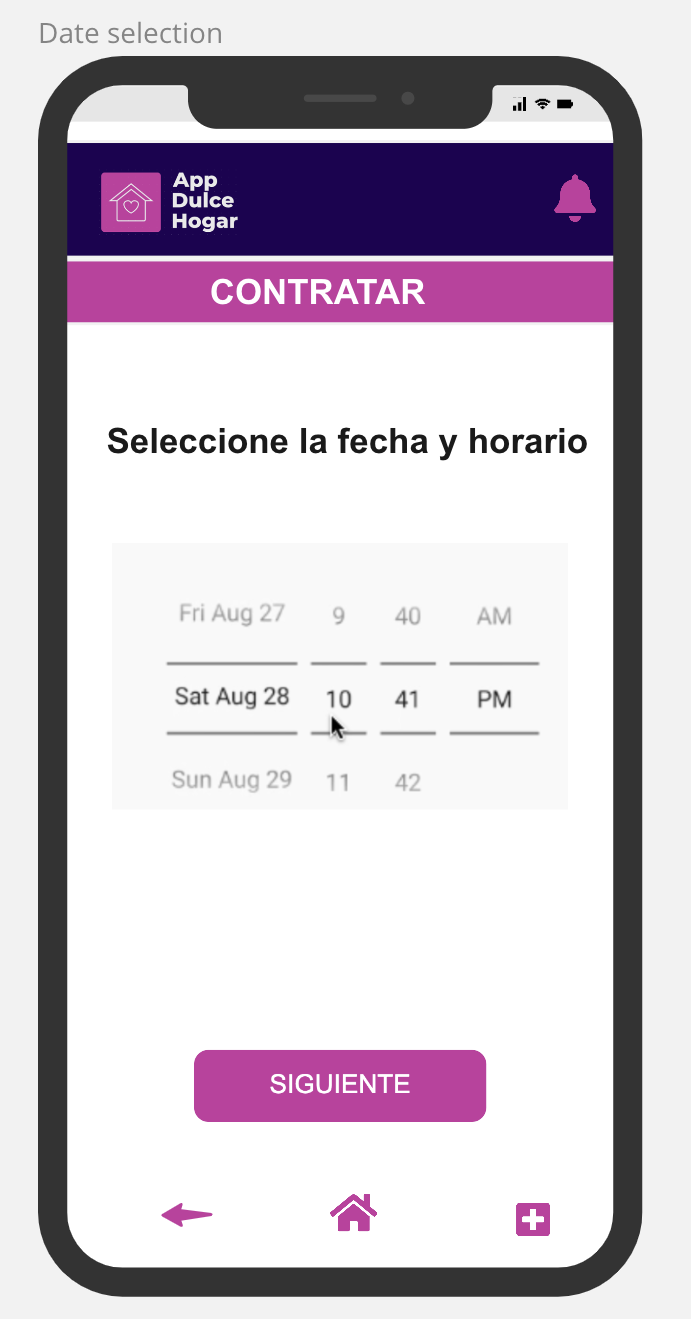 Date selection
App
Dulce
Hogar
CONTRATAR
Seleccione la fecha y horario
Fri Aug 27 9 40 AM
Sat Aug 28 10 41 PM
Sun Aug 29 11 42
SIGUIENTE